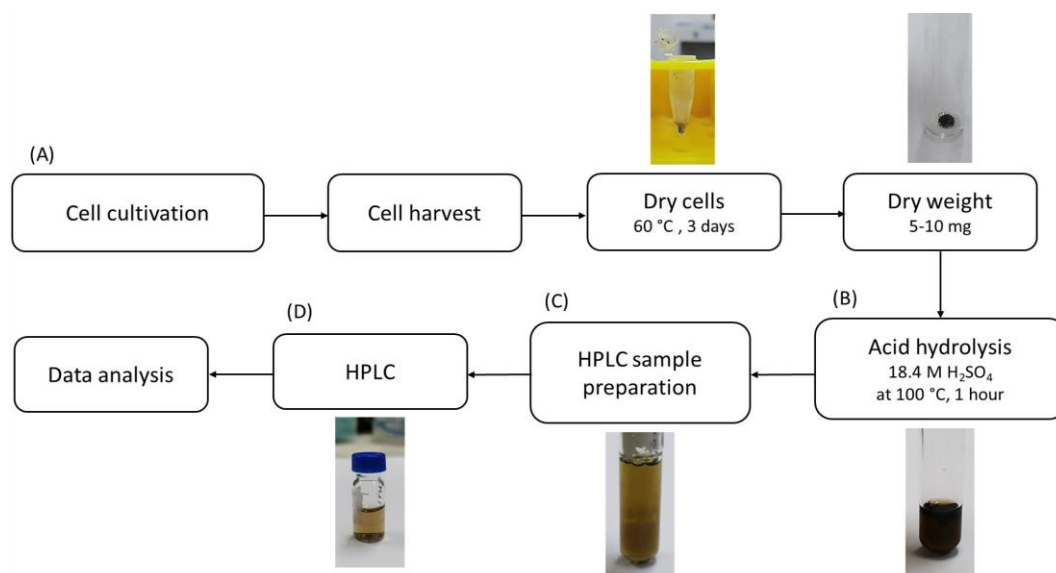 (A)
Cell cultivation
Cell harvest
Dry cells
60 °C , 3 days
Dry weight
5-10 mg
(B)
Acid hydrolysis
18.4 M H₂SO₄
at 100 °C, 1 hour
(C)
HPLC sample
preparation
(D)
HPLC
Data analysis